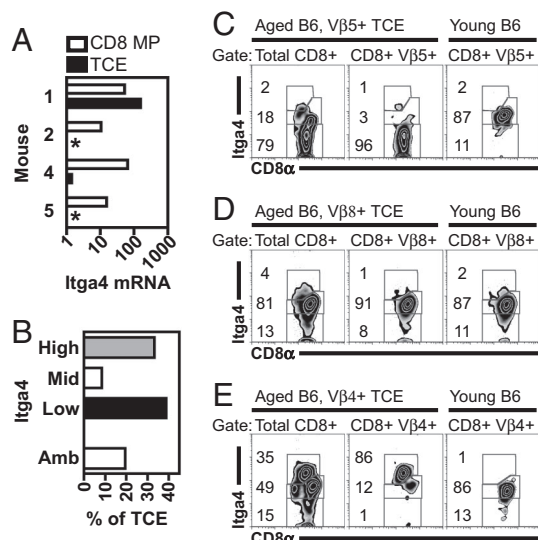 A
CD8 MP
TCE
Mouse
1
2
*
4
5
*
1
10
100
1000
Itga4 mRNA
B
Itga4
High
Mid
Low
Amb
0
10
20
30
40
% of TCE
C
Aged B6, Vβ5+ TCE
Young B6
Gate: Total CD8+ CD8+ Vβ5+ CD8+ Vβ5+
Itga4
2 1 2
18 3 87
79 96 11
CD8α
D
Aged B6, Vβ8+ TCE
Young B6
Gate: Total CD8+ CD8+ Vβ8+ CD8+ Vβ8+
Itga4
4 1 2
81 91 87
13 8 11
CD8α
E
Aged B6, Vβ4+ TCE
Young B6
Gate: Total CD8+ CD8+ Vβ4+ CD8+ Vβ4+
Itga4
35 86 1
49 12 86
15 1 13
CD8α